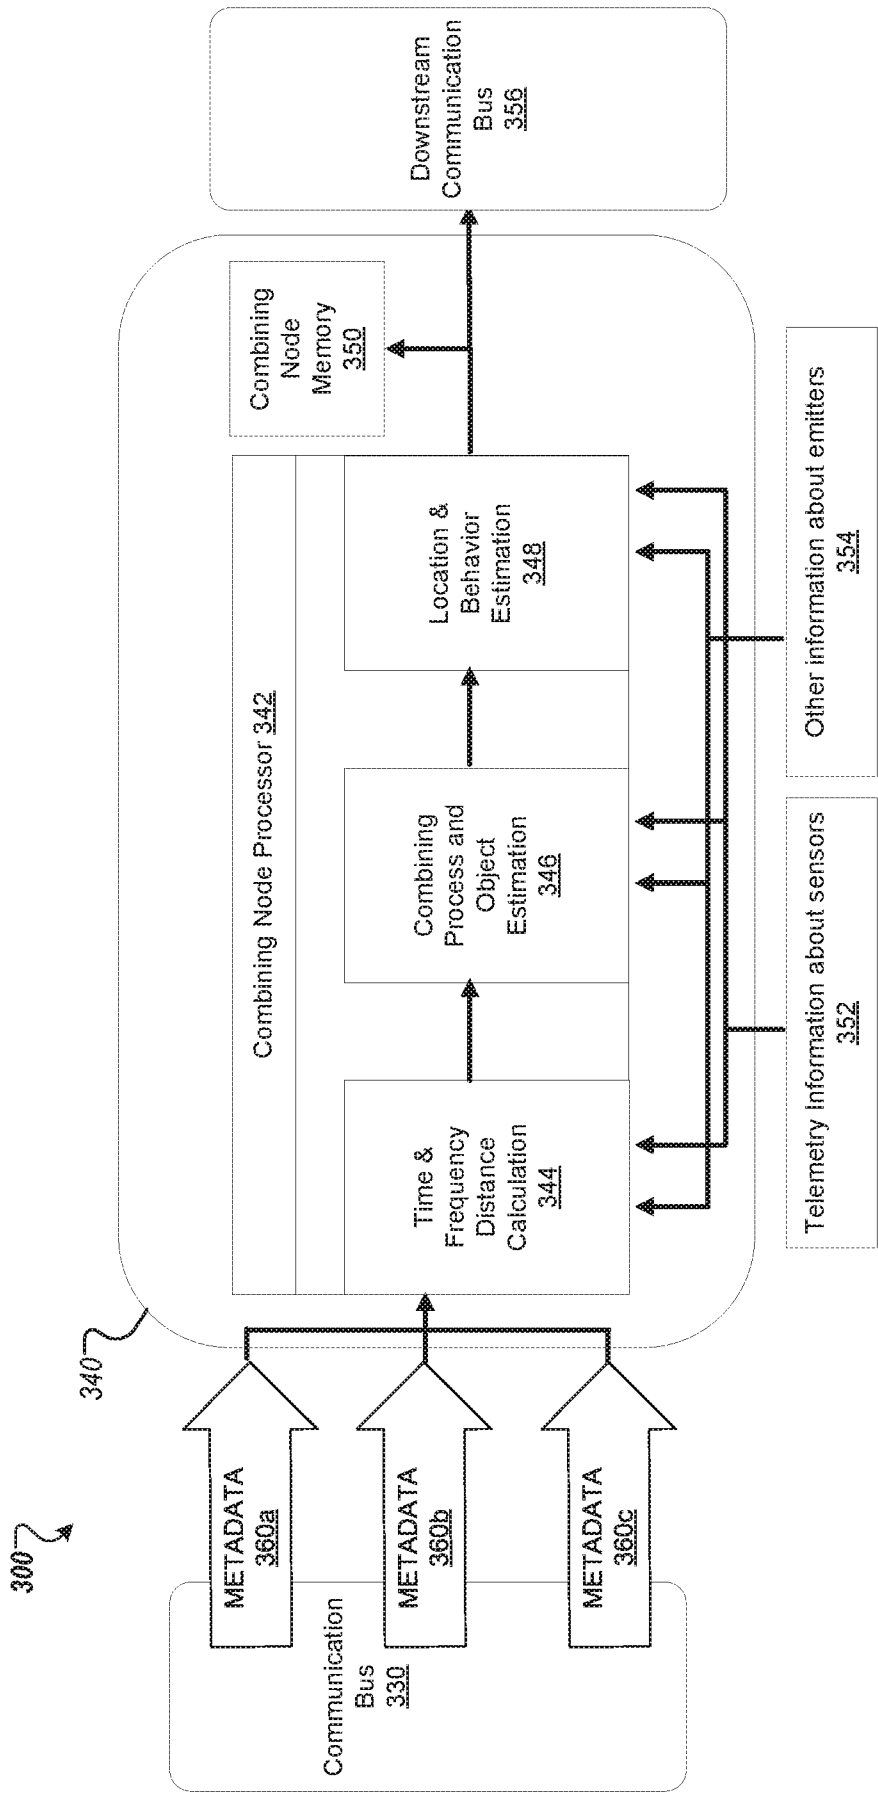 300
340
Communication
Bus
330
METADATA
360a
METADATA
360b
METADATA
360c
Combining Node Processor 342
Time &
Frequency
Distance
Calculation
344
Combining
Process and
Object
Estimation
346
Location &
Behavior
Estimation
348
Combining
Node
Memory
350
Downstream
Communication
Bus
356
Telemetry Information about sensors
352
Other information about emitters
354